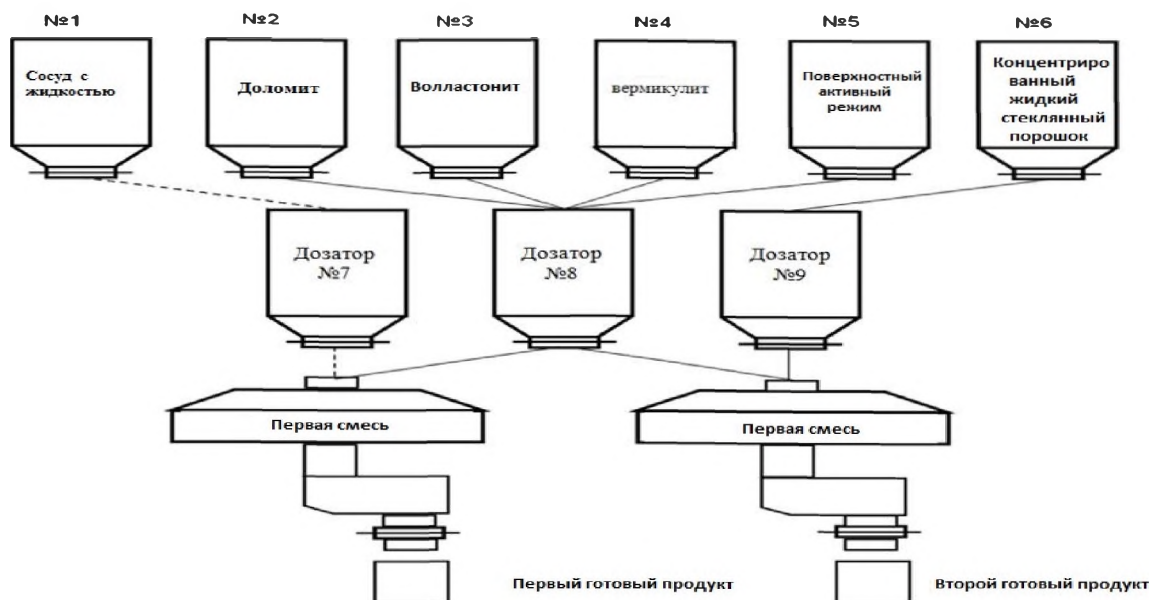 №1 №2 №3 №4 №5 №6
Сосуд с
жидкостью
Доломит
Волластонит
вермикулит
Поверхностный
активный
режим
Концентриро
ванный
жидкий
стеклянный
порошок
Дозатор
№7
Дозатор
№8
Дозатор
№9
Первая смесь
Первая смесь
Первый готовый продукт
Второй готовый продукт